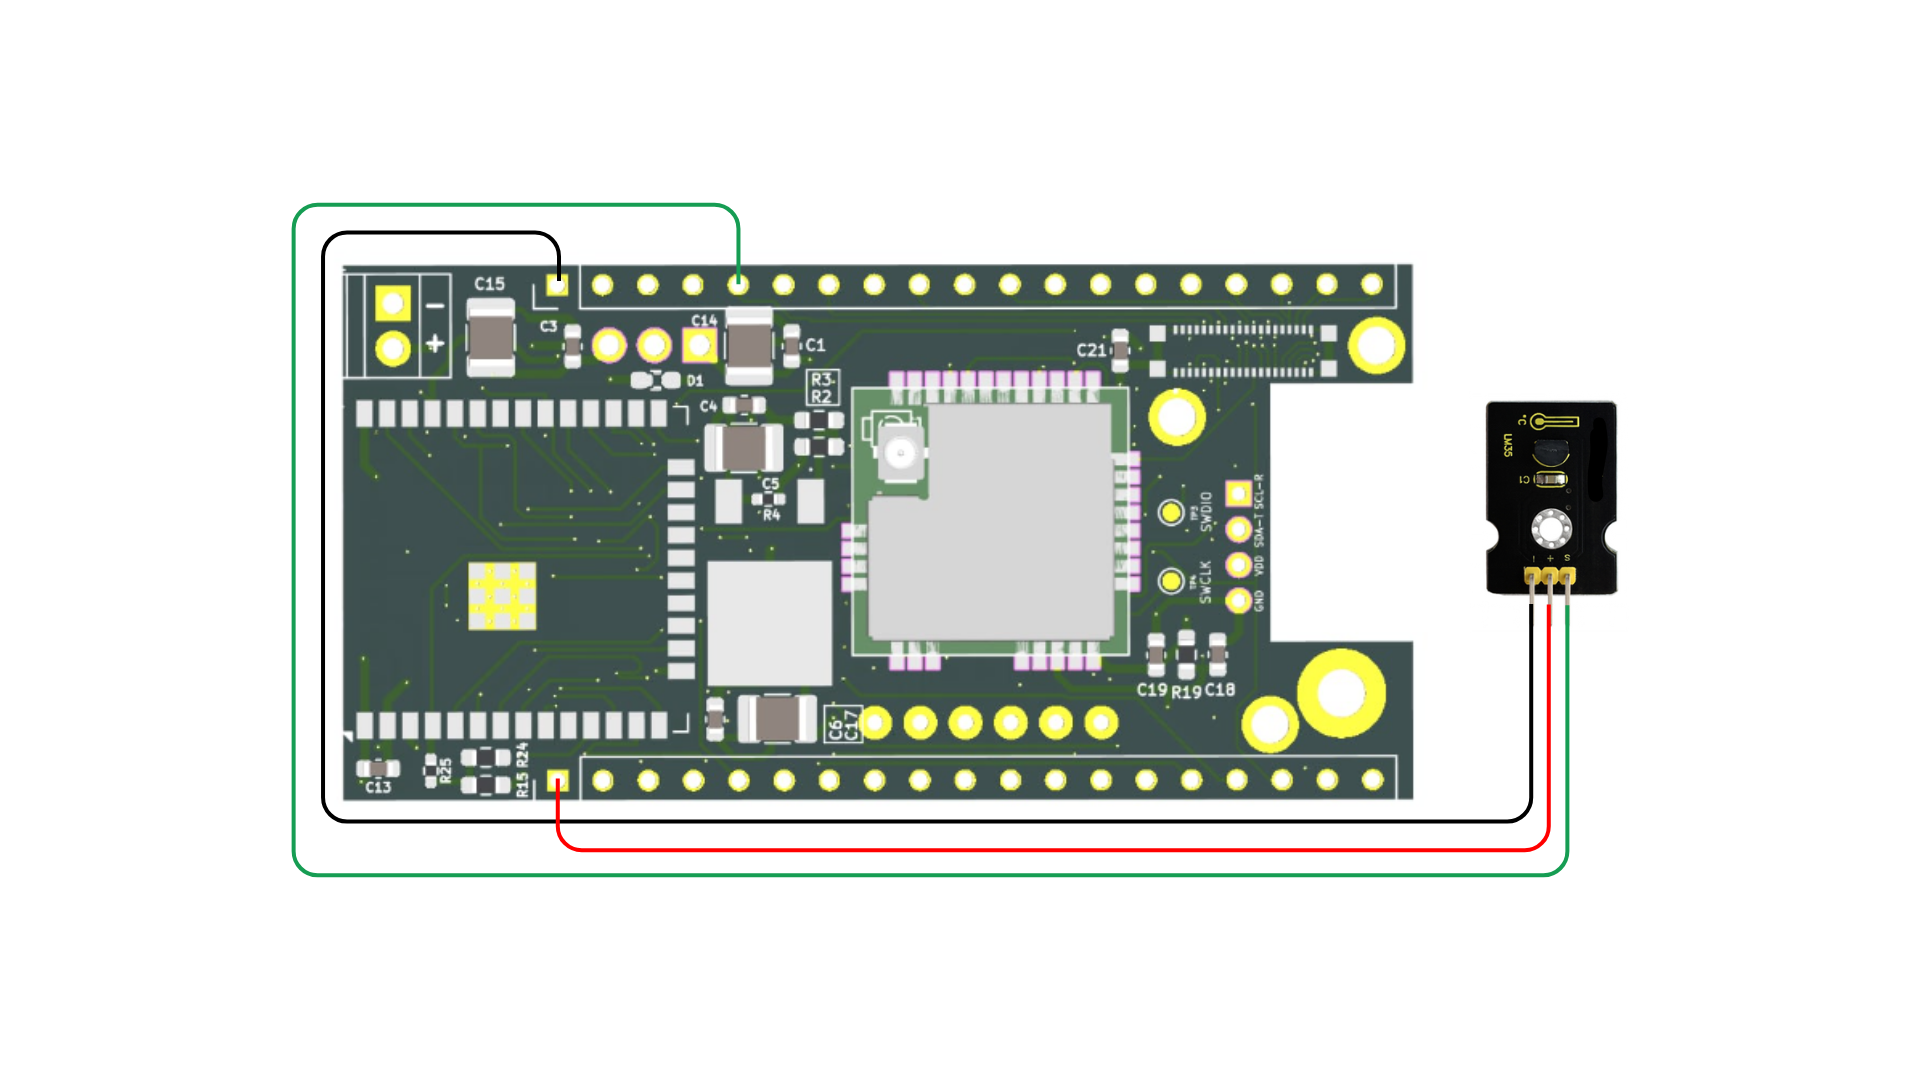 C15
−
+
C3
C14
C1
D1
C21
R3
R2
C4
C5
R4
TP3
SWDIO
SCL-R
SDA-T
VDD
GND
TP4
SWCLK
C19
R19
C18
C6
C17
C13
R25
R24
R15
°C
LM35
C1
- + S